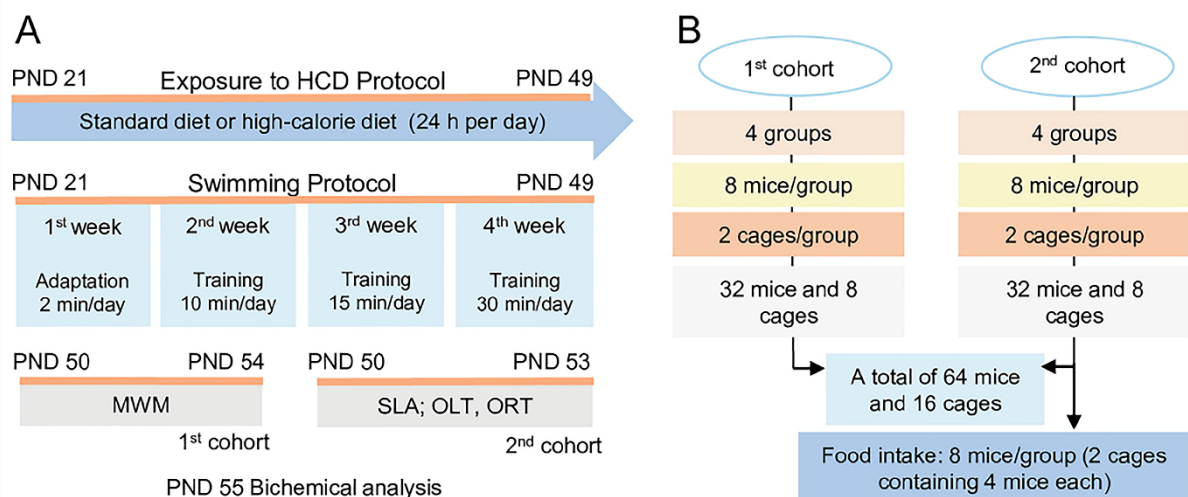 A
PND 21 Exposure to HCD Protocol PND 49
Standard diet or high-calorie diet (24 h per day)
PND 21 Swimming Protocol PND 49
1st week
Adaptation
2 min/day
2nd week
Training
10 min/day
3rd week
Training
15 min/day
4th week
Training
30 min/day
PND 50 PND 54
MWM
1st cohort
PND 50 PND 53
SLA; OLT, ORT
2nd cohort
PND 55 Bichemical analysis
B
1st cohort
4 groups
8 mice/group
2 cages/group
32 mice and 8
cages
2nd cohort
4 groups
8 mice/group
2 cages/group
32 mice and 8
cages
A total of 64 mice
and 16 cages
Food intake: 8 mice/group (2 cages
containing 4 mice each)